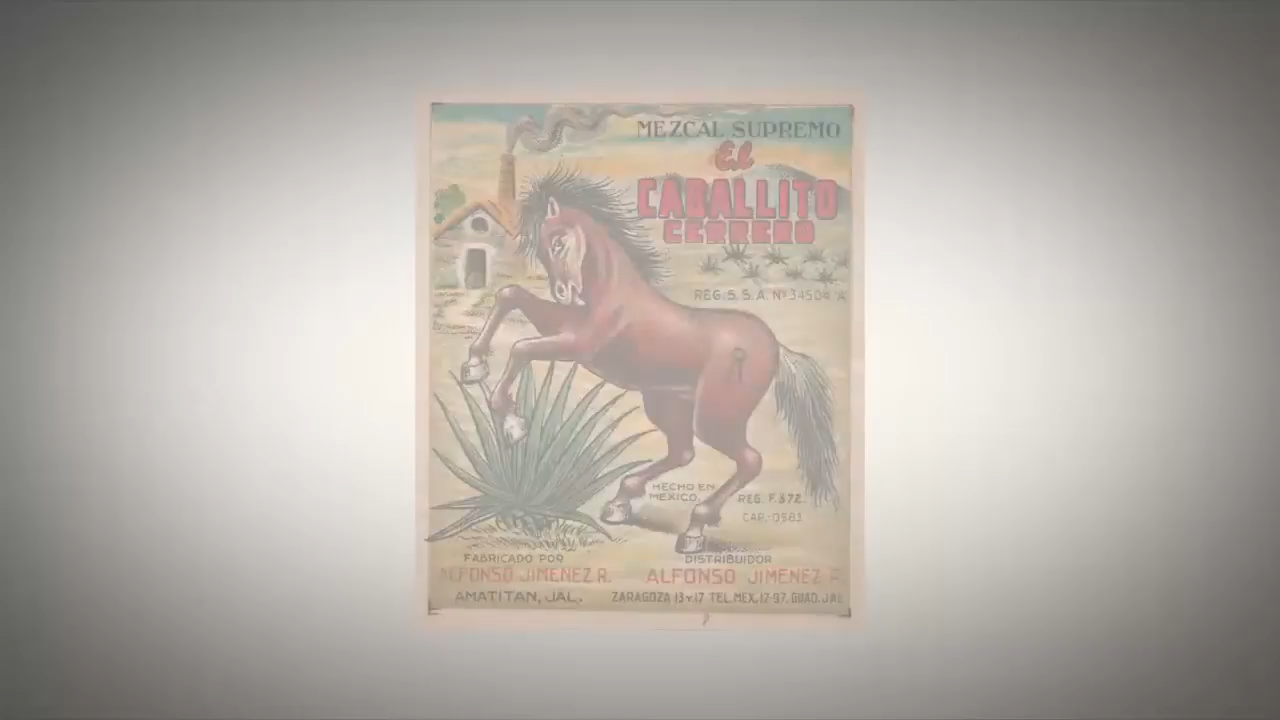 MEZCAL SUPREMO
El
CABALLITO
CERRERO
REG. S. S. A. Nº 34504 "A"
HECHO EN
MEXICO.
REG. F. 372.
CAP.: 0583
FABRICADO POR
ALFONSO JIMENEZ R.
AMATITAN, JAL.
DISTRIBUIDOR
ALFONSO JIMENEZ R.
ZARAGOZA 13 Y 17 TEL. MEX. 17-97. GUAD. JAL